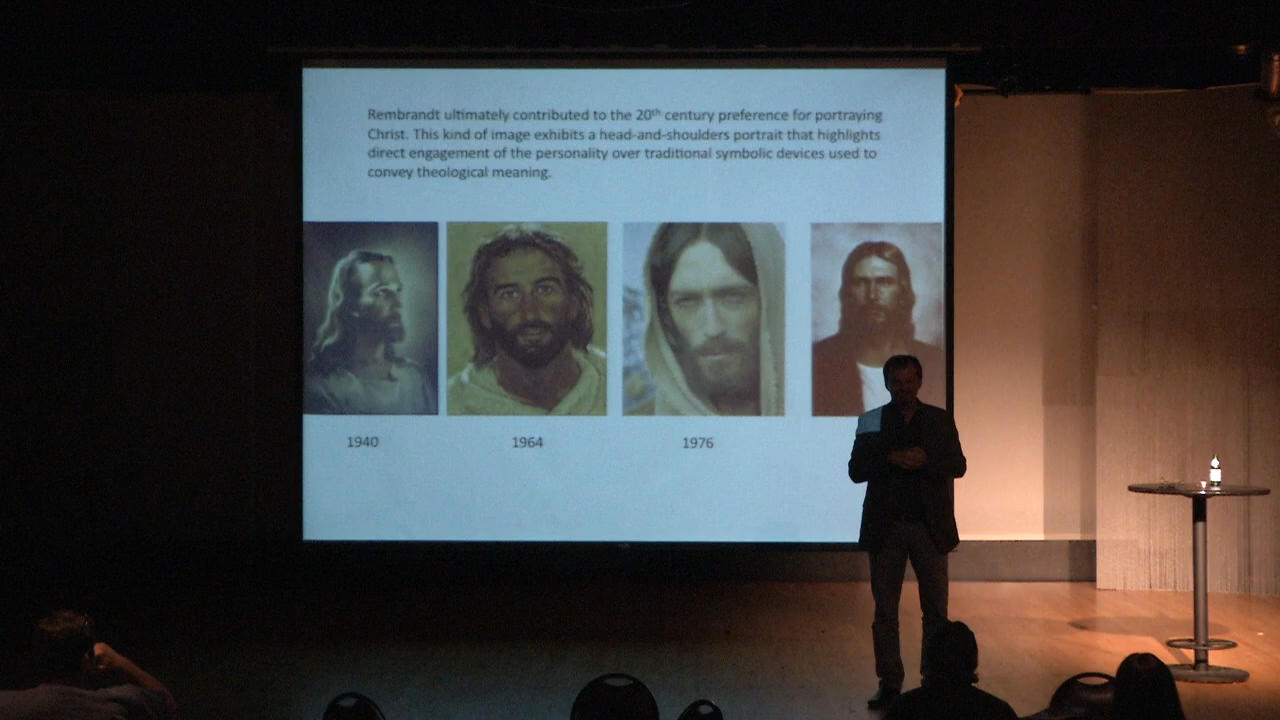 Rembrandt ultimately contributed to the 20th century preference for portraying
Christ. This kind of image exhibits a head-and-shoulders portrait that highlights
direct engagement of the personality over traditional symbolic devices used to
convey theological meaning.
1940 1964 1976